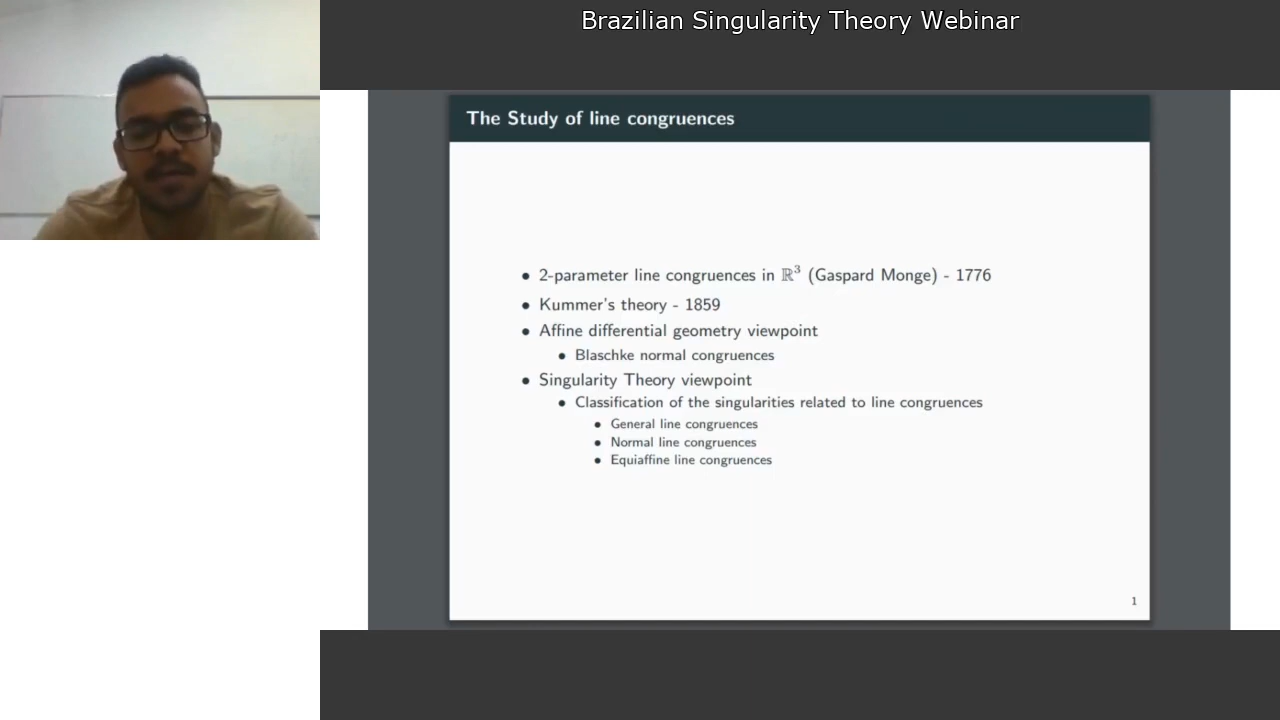 Brazilian Singularity Theory Webinar
The Study of line congruences
• 2-parameter line congruences in ℝ³ (Gaspard Monge) - 1776
• Kummer's theory - 1859
• Affine differential geometry viewpoint
• Blaschke normal congruences
• Singularity Theory viewpoint
• Classification of the singularities related to line congruences
• General line congruences
• Normal line congruences
• Equiaffine line congruences
1